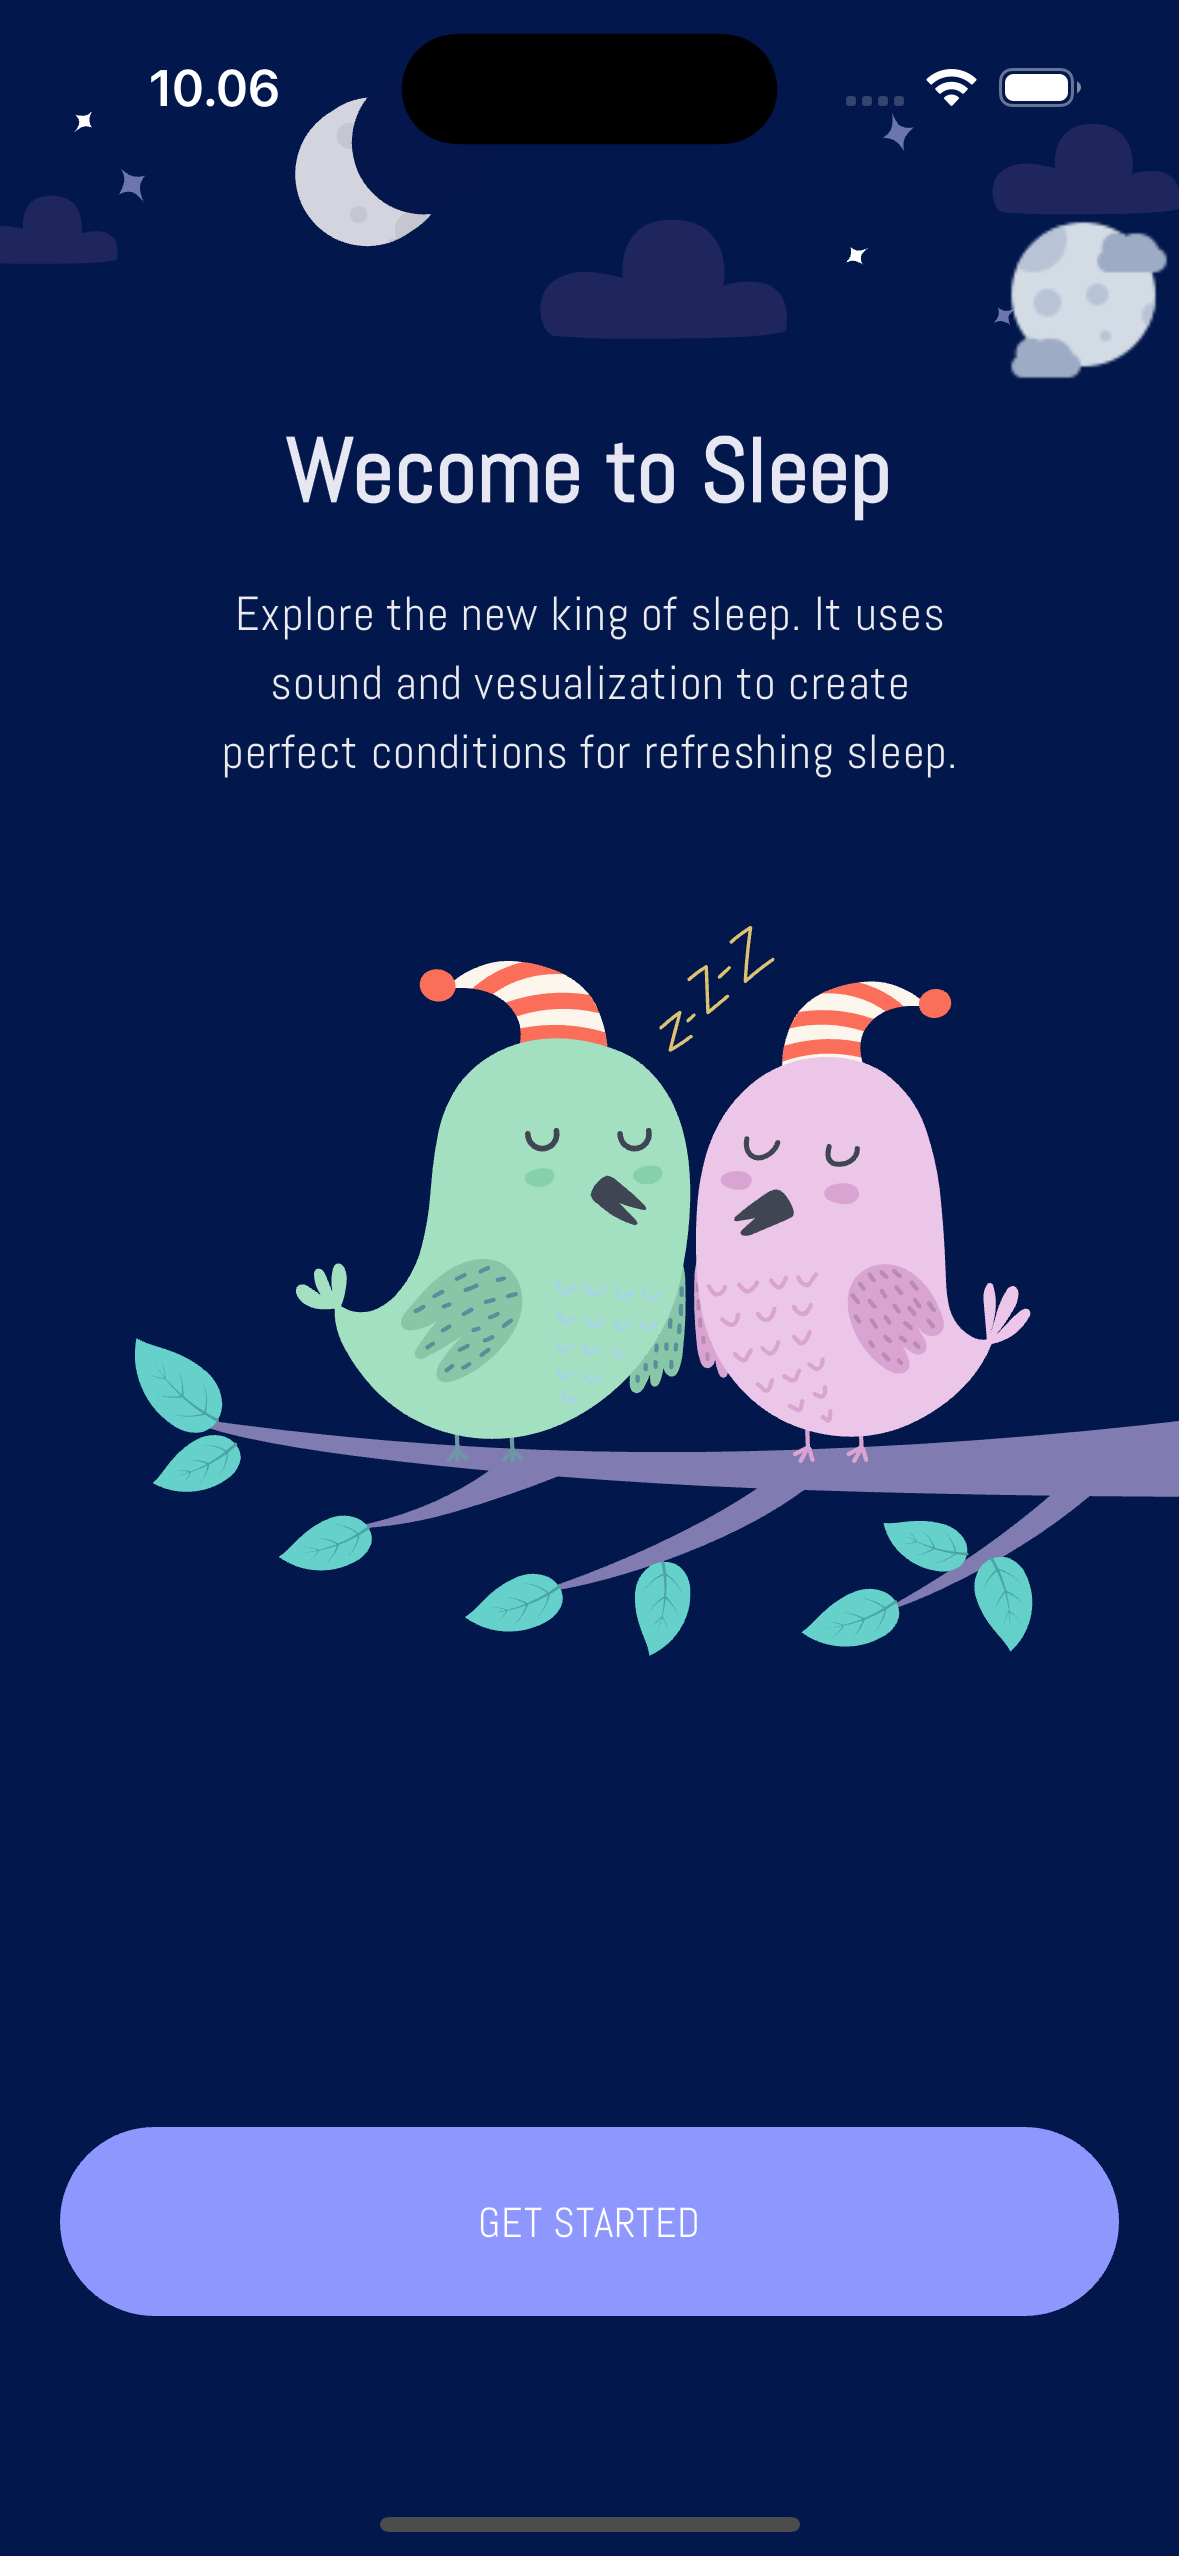 10.06
Wecome to Sleep
Explore the new king of sleep. It uses
sound and vesualization to create
perfect conditions for refreshing sleep.
z-Z-Z
GET STARTED